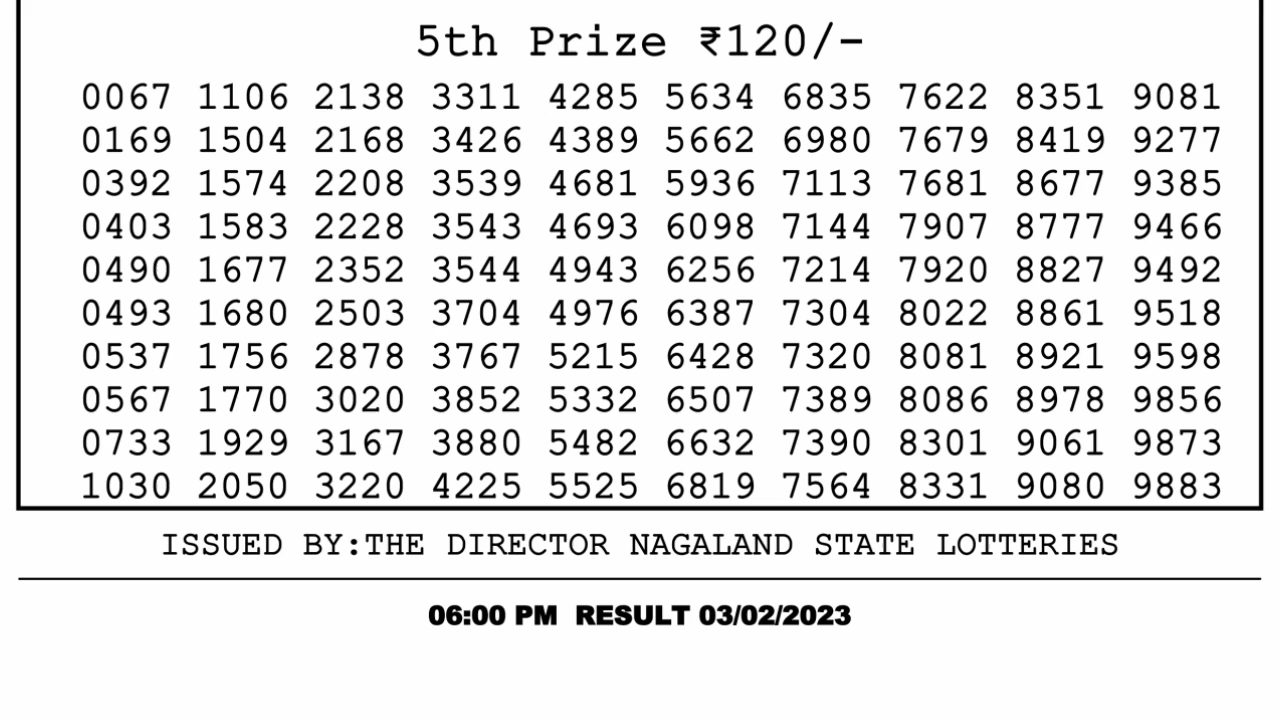 5th Prize ₹120/-
0067 1106 2138 3311 4285 5634 6835 7622 8351 9081
0169 1504 2168 3426 4389 5662 6980 7679 8419 9277
0392 1574 2208 3539 4681 5936 7113 7681 8677 9385
0403 1583 2228 3543 4693 6098 7144 7907 8777 9466
0490 1677 2352 3544 4943 6256 7214 7920 8827 9492
0493 1680 2503 3704 4976 6387 7304 8022 8861 9518
0537 1756 2878 3767 5215 6428 7320 8081 8921 9598
0567 1770 3020 3852 5332 6507 7389 8086 8978 9856
0733 1929 3167 3880 5482 6632 7390 8301 9061 9873
1030 2050 3220 4225 5525 6819 7564 8331 9080 9883
ISSUED BY:THE DIRECTOR NAGALAND STATE LOTTERIES
06:00 PM RESULT 03/02/2023